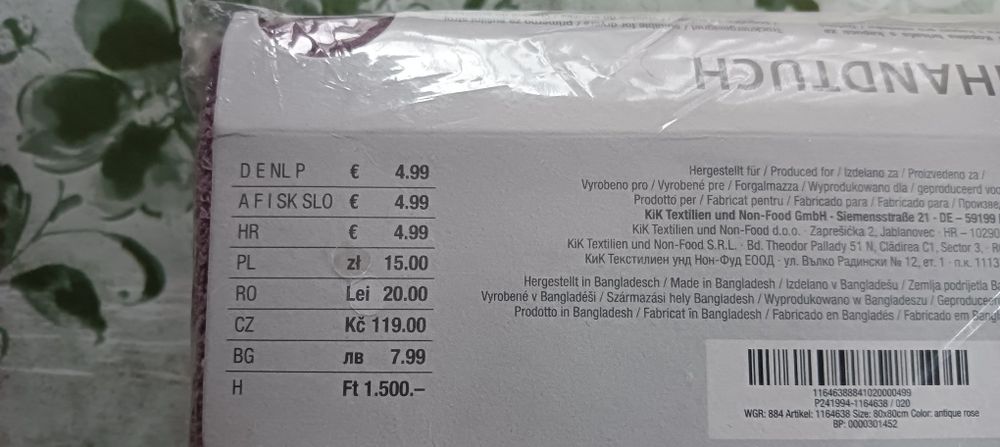 HANDTUCH
D E NL P € 4.99
A F I SK SLO € 4.99
HR € 4.99
PL zł 15.00
RO Lei 20.00
CZ Kč 119.00
BG лв 7.99
H Ft 1.500.–
Hergestellt für / Produced for / Izdelano za / Proizvedeno za /
Vyrobeno pro / Vyrobené pre / Forgalmazza / Wyprodukowano dla / geproduceerd voo
Prodotto per / Fabricat pentru / Fabricado para / Fabricado para / Произве
KiK Textilien und Non-Food GmbH · Siemensstraße 21 · DE – 59199
KiK Textilien und Non-Food d.o.o. · Zaprešićka 2, Jablanovec · HR – 10290
KiK Textilien und Non-Food S.R.L. · Bd. Theodor Pallady 51 N, Clădirea C1, Sector 3,
КиК Текстилиен унд Нон-Фуд ЕООД · ул. Вълко Радински № 12, ет. 1 · п.к. 1113
Hergestellt in Bangladesch / Made in Bangladesh / Izdelano v Bangladešu / Zemlja podrijetla Ba
Vyrobené v Bangladéši / Származási hely Bangladesh / Wyprodukowano w Bangladeszu / Geproduceer
Prodotto in Bangladesh / Fabricat în Bangladesh / Fabricado en Bangladés / Fabricado em Bangl
11646388841020000499
P241994-1164638 / 020
WGR: 884 Artikel: 1164638 Size: 80x80cm Color: antique rose
BP: 0000301452